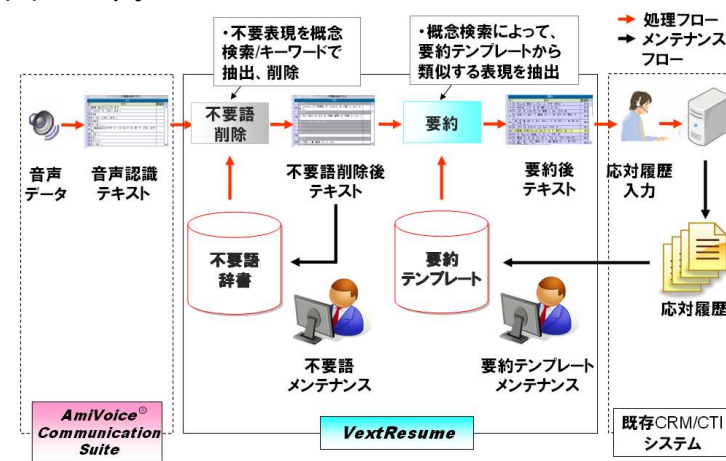 ・不要表現を概念
検索/キーワードで
抽出、削除
・概念検索によって、
要約テンプレートから
類似する表現を抽出
処理フロー
メンテナンス
フロー
不要語
削除
要約
音声
データ
音声認識
テキスト
不要語削除後
テキスト
要約後
テキスト
応対履歴
入力
不要語
辞書
要約
テンプレート
応対履歴
不要語
メンテナンス
要約テンプレート
メンテナンス
AmiVoice®
Communication
Suite
VextResume
既存CRM/CTI
システム